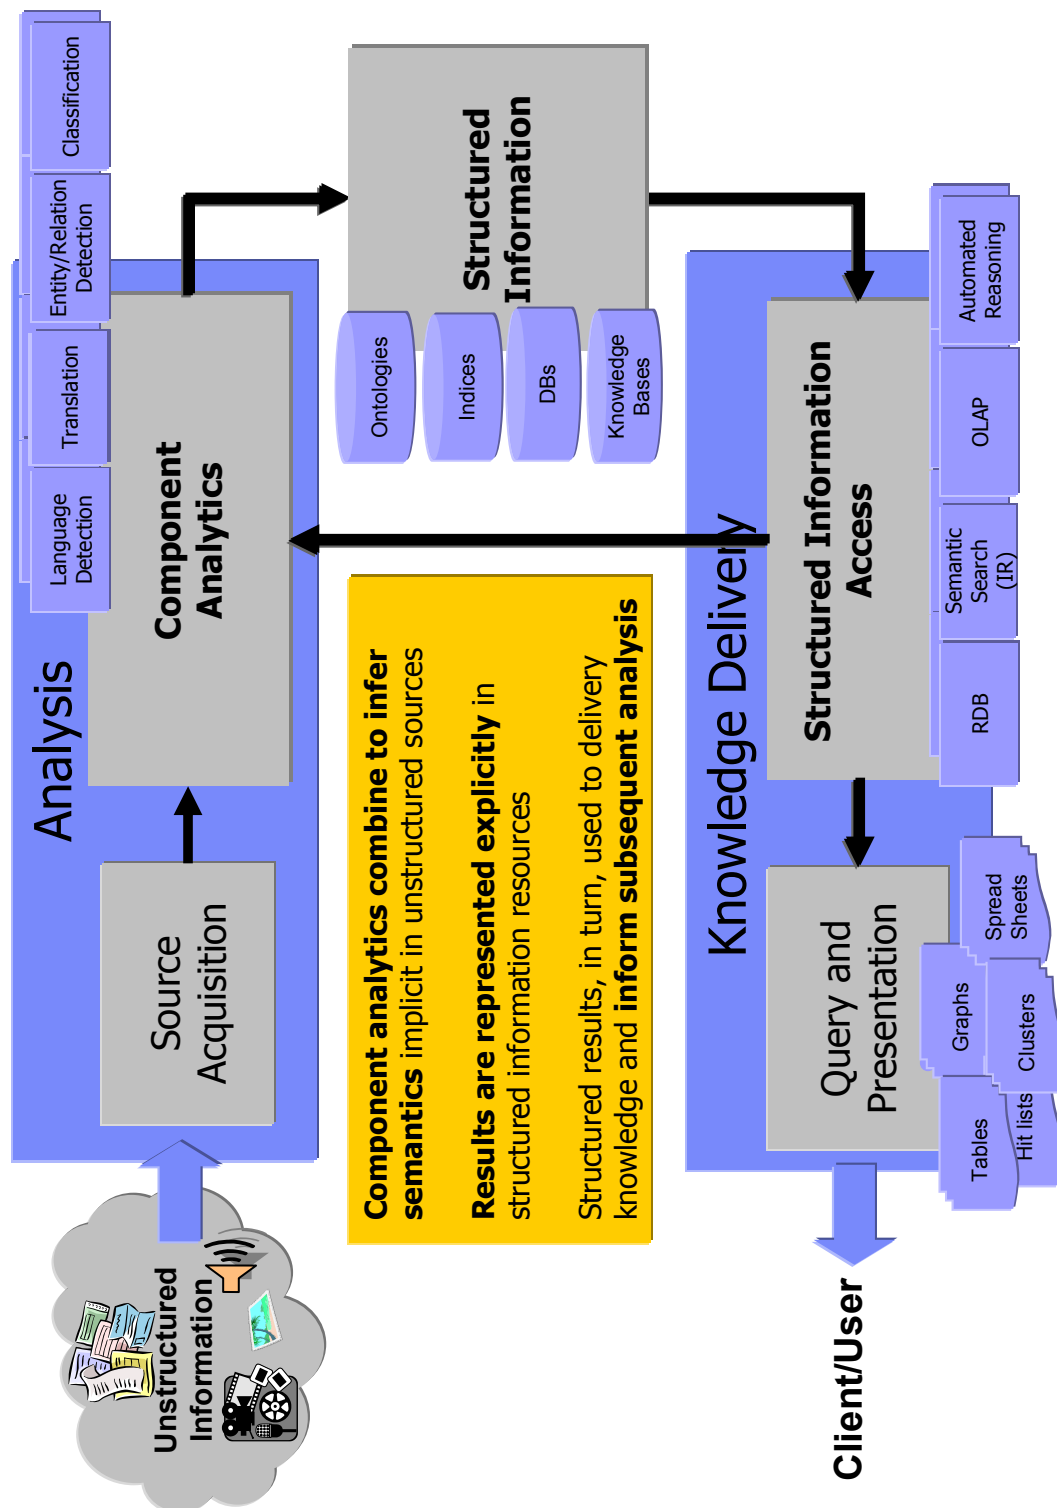 Unstructured
Information
Analysis
Source
Acquisition
Component
Analytics
Language
Detection
Translation
Entity/Relation
Detection
Classification
Structured
Information
Ontologies
Indices
DBs
Knowledge
Bases
Component analytics combine to infer
semantics implicit in unstructured sources
Results are represented explicitly in
structured information resources
Structured results, in turn, used to delivery
knowledge and inform subsequent analysis
Knowledge Delivery
Structured Information
Access
RDB
Semantic
Search
(IR)
OLAP
Automated
Reasoning
Query and
Presentation
Tables
Hit lists
Graphs
Clusters
Spread
Sheets
Client/User